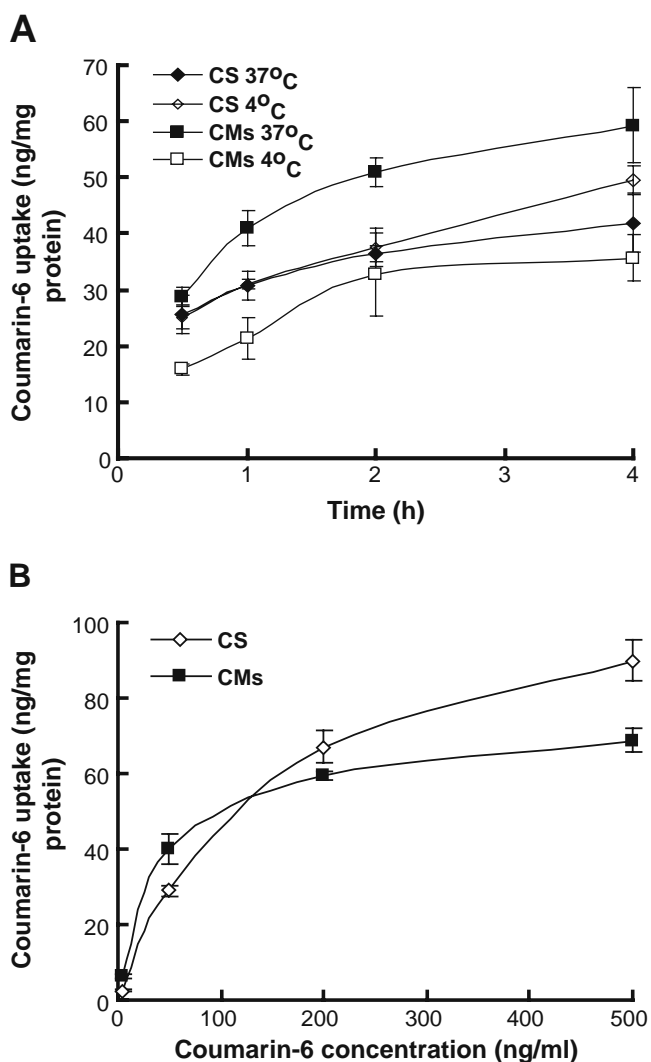 A
70
60
50
40
30
20
10
0
Coumarin-6 uptake (ng/mg
protein)
CS 37ºC
CS 4ºC
CMs 37ºC
CMs 4ºC
0
1
2
3
4
Time (h)
B
100
80
60
40
20
0
Coumarin-6 uptake (ng/mg
protein)
CS
CMs
0
100
200
300
400
500
Coumarin-6 concentration (ng/ml)